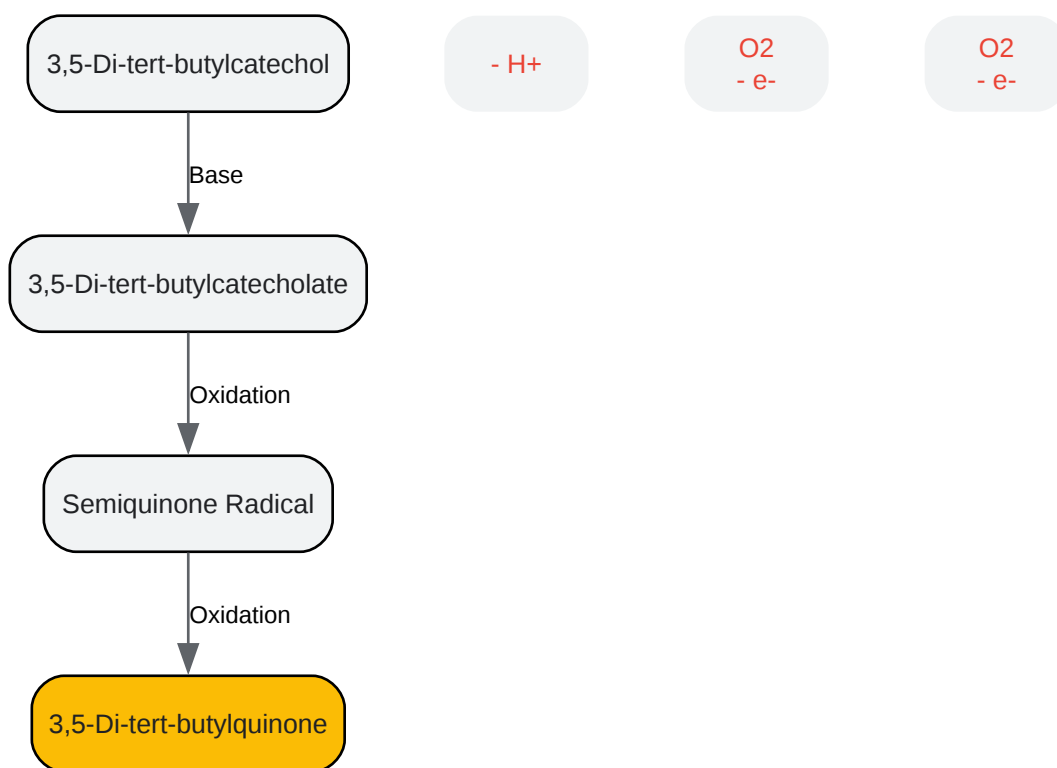 3,5-Di-tert-butylcatechol
- H+
O2
- e-
O2
- e-
Base
3,5-Di-tert-butylcatecholate
Oxidation
Semiquinone Radical
Oxidation
3,5-Di-tert-butylquinone